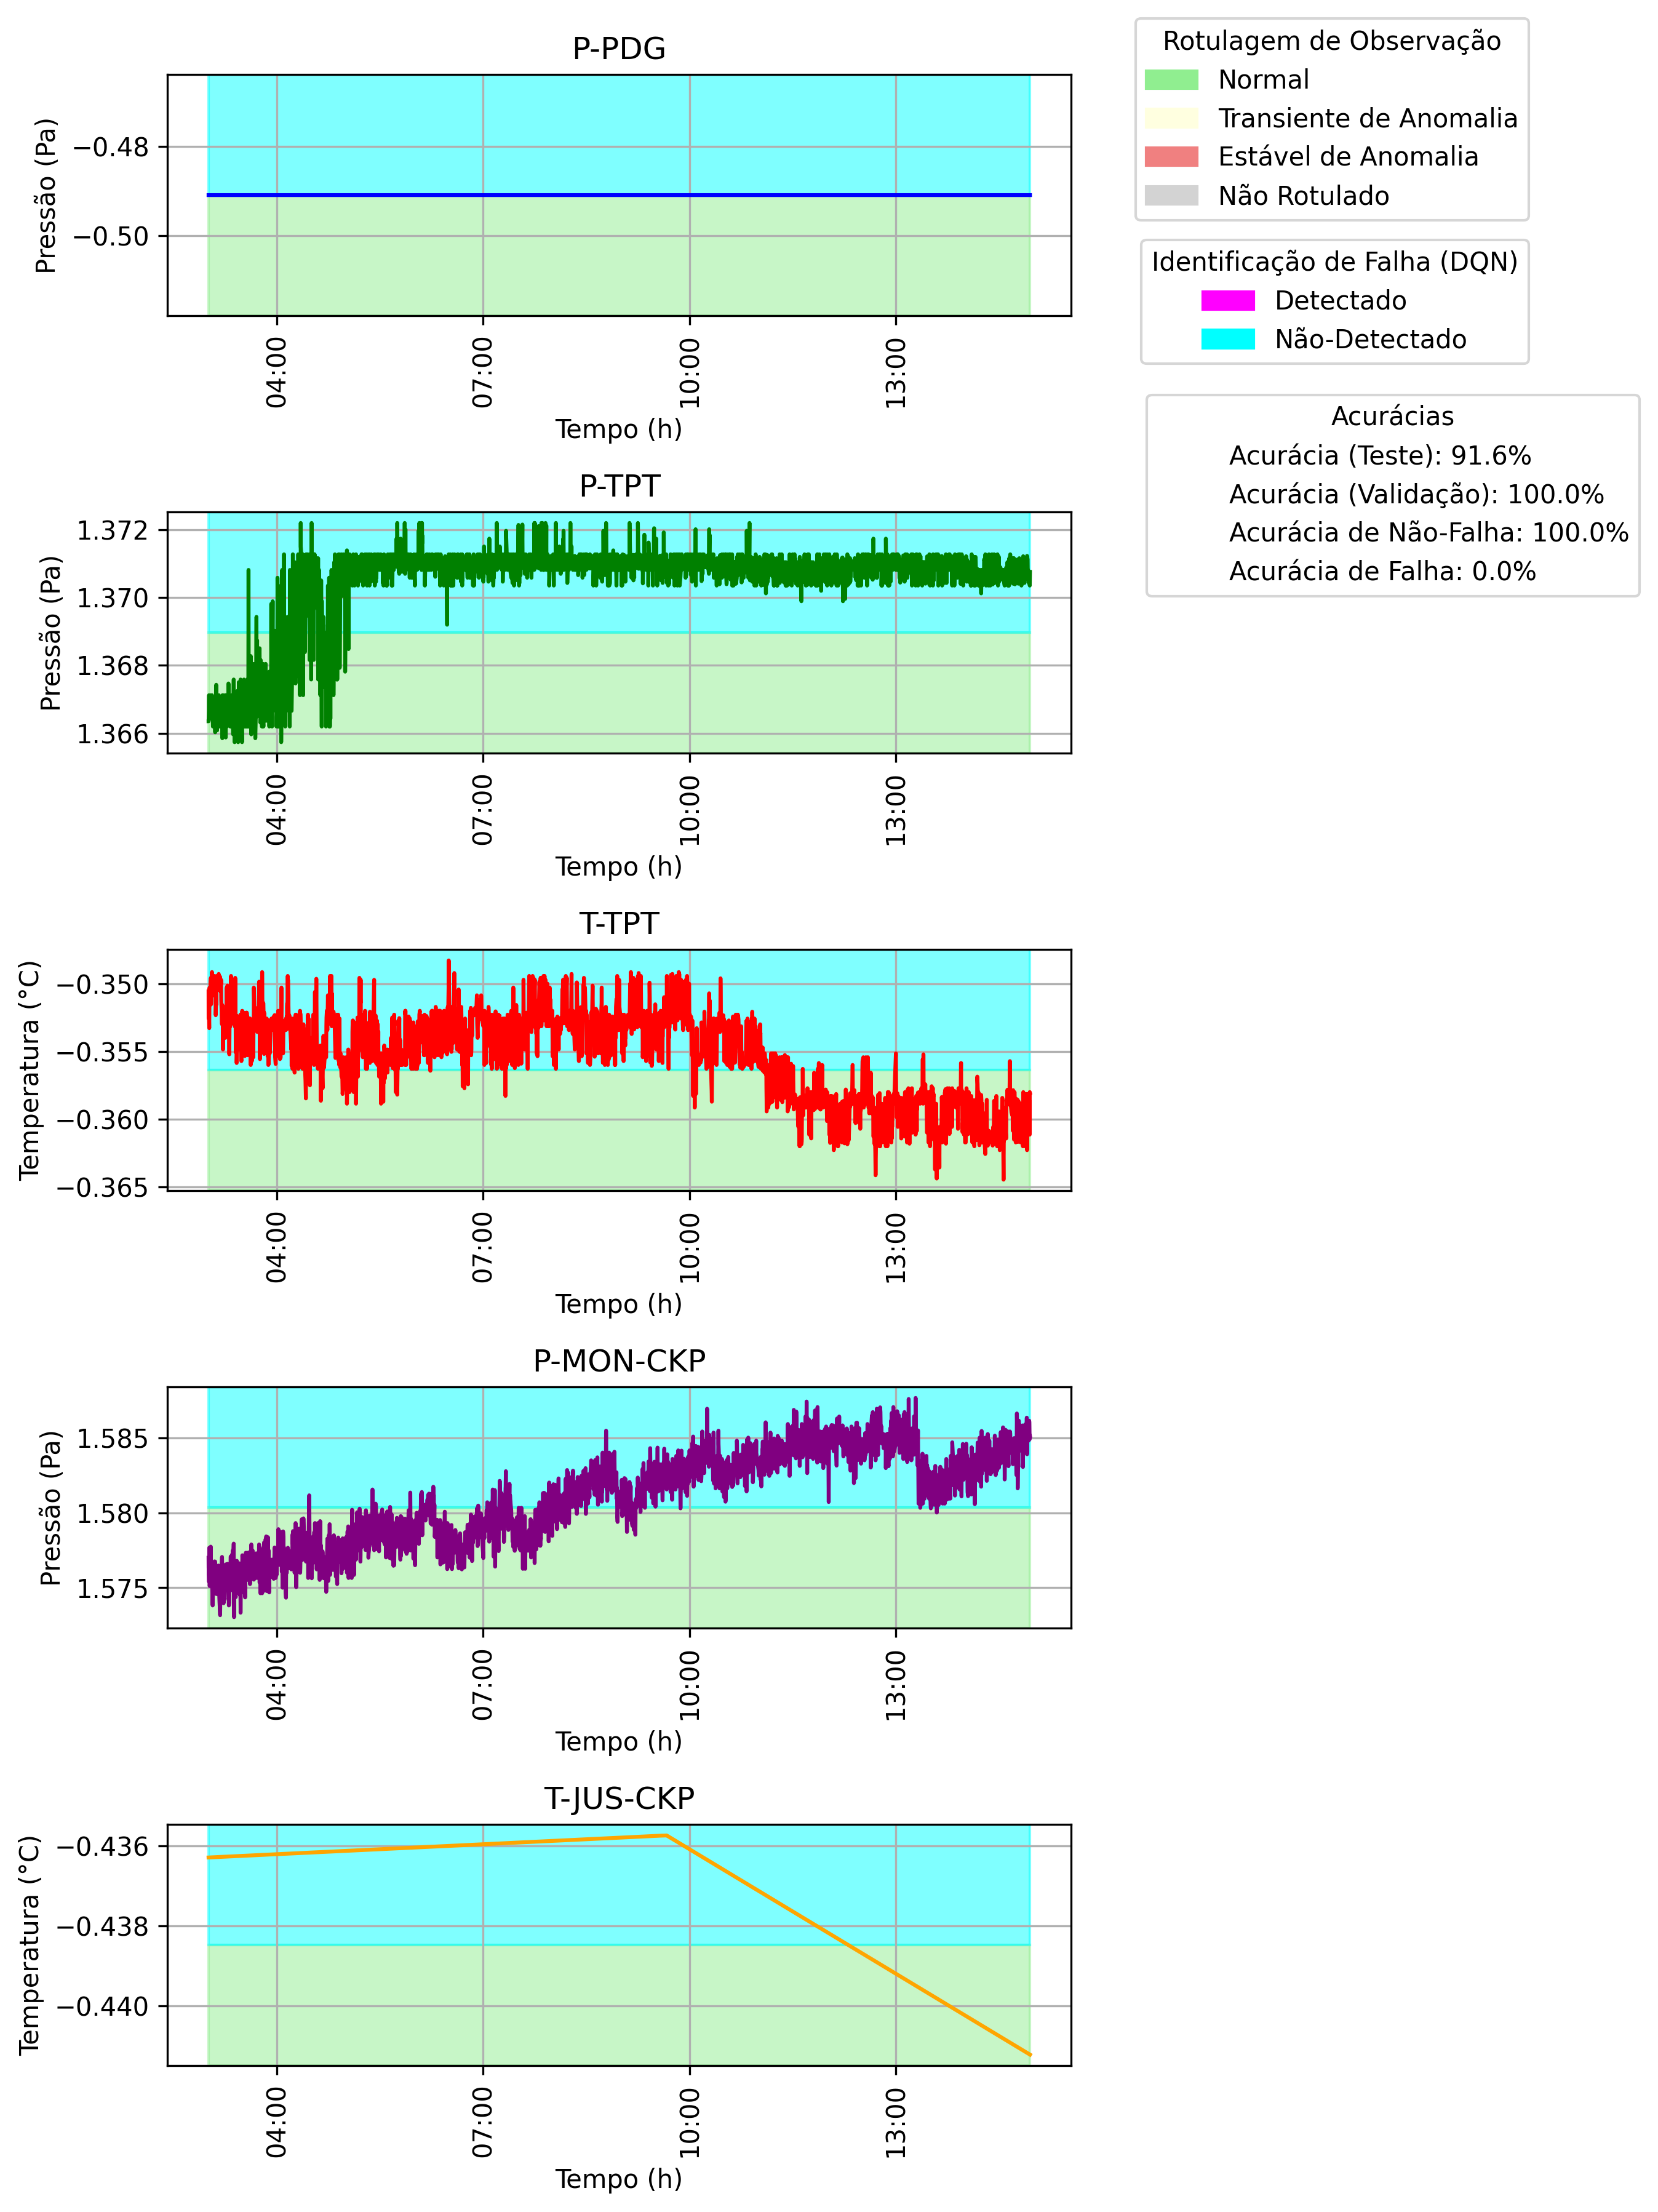 P-PDG
Pressão (Pa)
−0.48
−0.50
04:00
07:00
10:00
13:00
Tempo (h)
P-TPT
Pressão (Pa)
1.372
1.370
1.368
1.366
04:00
07:00
10:00
13:00
Tempo (h)
T-TPT
Temperatura (°C)
−0.350
−0.355
−0.360
−0.365
04:00
07:00
10:00
13:00
Tempo (h)
P-MON-CKP
Pressão (Pa)
1.585
1.580
1.575
04:00
07:00
10:00
13:00
Tempo (h)
T-JUS-CKP
Temperatura (°C)
−0.436
−0.438
−0.440
04:00
07:00
10:00
13:00
Tempo (h)
Rotulagem de Observação
Normal
Transiente de Anomalia
Estável de Anomalia
Não Rotulado
Identificação de Falha (DQN)
Detectado
Não-Detectado
Acurácias
Acurácia (Teste): 91.6%
Acurácia (Validação): 100.0%
Acurácia de Não-Falha: 100.0%
Acurácia de Falha: 0.0%